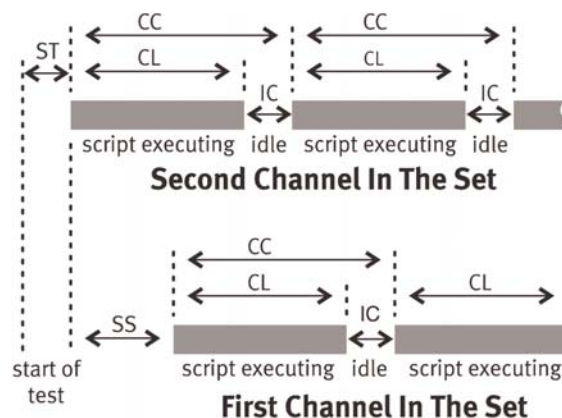 CC CC
ST CL CL
IC IC
script executing idle script executing idle
Second Channel In The Set
CC
CL CL
SS IC
start of test
script executing idle script executing
First Channel In The Set